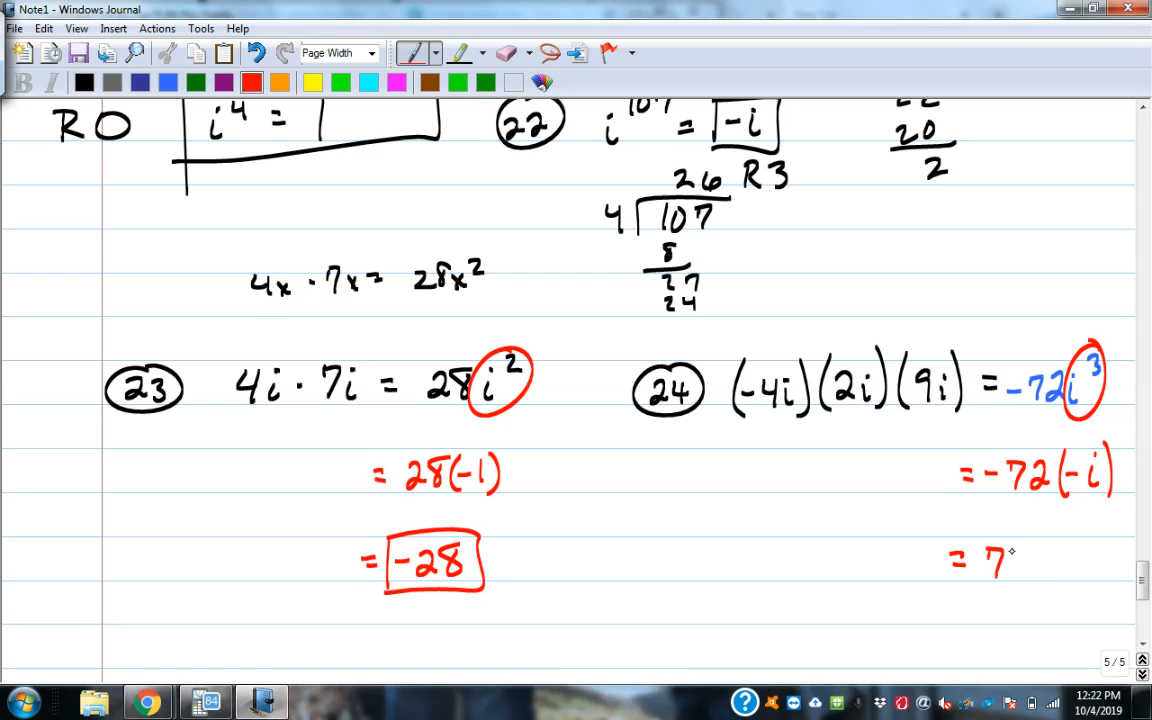 Note1 - Windows Journal
File Edit View Insert Actions Tools Help
Page Width
B I
R0 i⁴ =
22 i¹⁰⁷ = -i
20
2
26 R3
4 107
8
27
24
4x · 7x = 28x²
23 4i · 7i = 28i²
= 28(-1)
= -28
24 (-4i)(2i)(9i) = -72i³
= -72(-i)
= 7
5 / 5
84
12:22 PM
10/4/2019